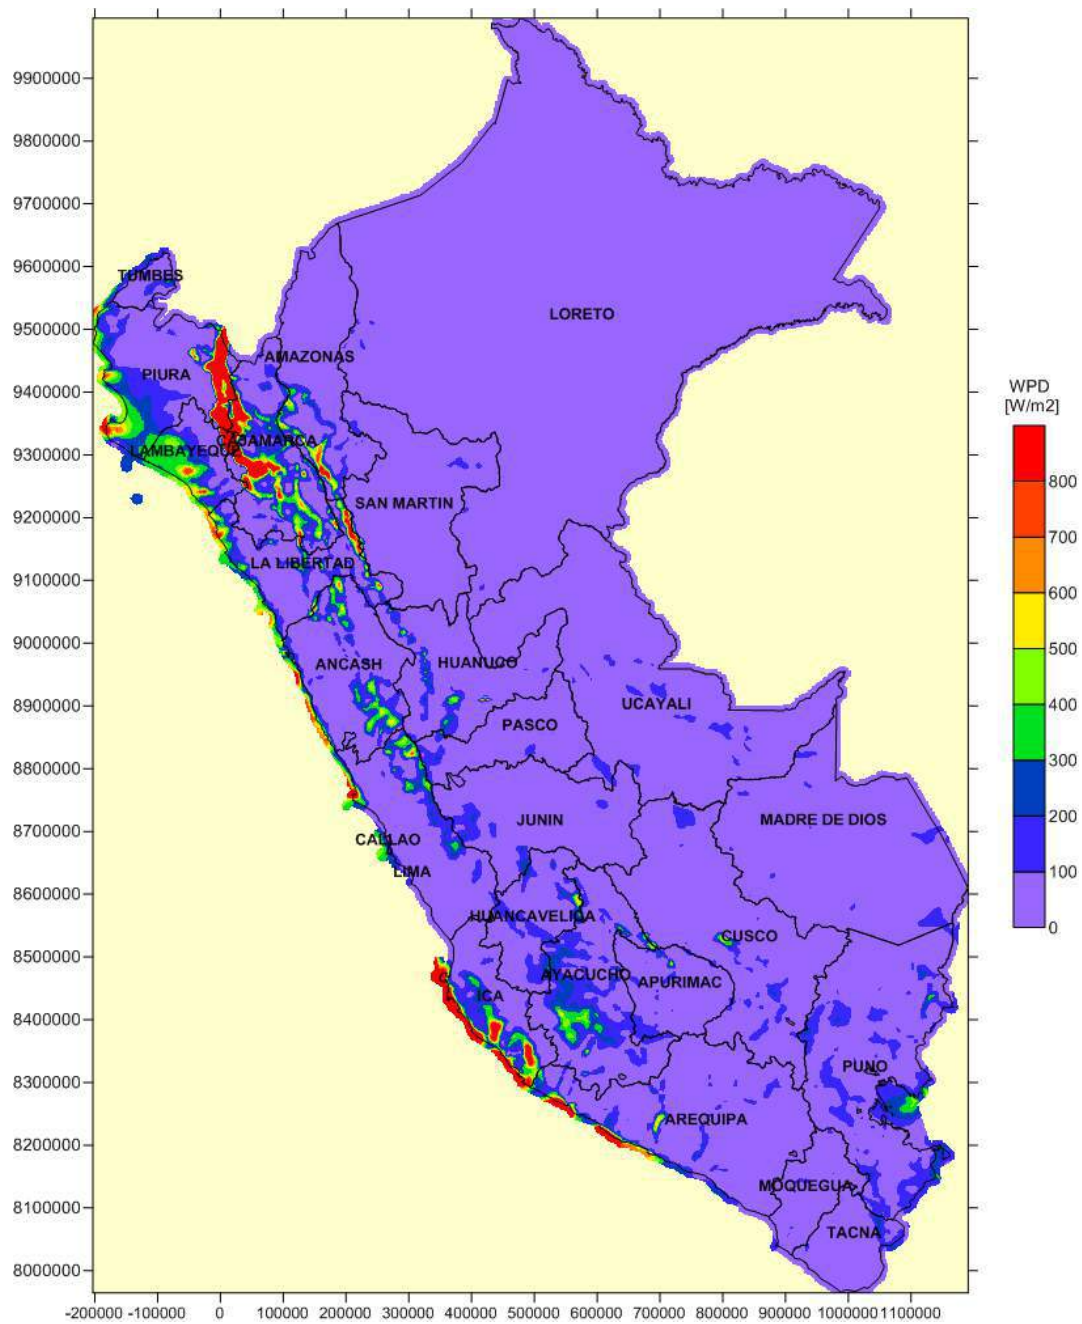 9900000
9800000
9700000
9600000
9500000
9400000
9300000
9200000
9100000
9000000
8900000
8800000
8700000
8600000
8500000
8400000
8300000
8200000
8100000
8000000
TUMBES
LORETO
AMAZONAS
PIURA
CAJAMARCA
LAMBAYEQUE
SAN MARTIN
LA LIBERTAD
ANCASH
HUANUCO
UCAYALI
PASCO
JUNIN
MADRE DE DIOS
CALLAO
LIMA
HUANCAVELICA
CUSCO
AYACUCHO
APURIMAC
ICA
PUNO
AREQUIPA
MOQUEGUA
TACNA
WPD
[W/m2]
800
700
600
500
400
300
200
100
0
-200000 -100000 0 100000 200000 300000 400000 500000 600000 700000 800000 900000 1000000 1100000